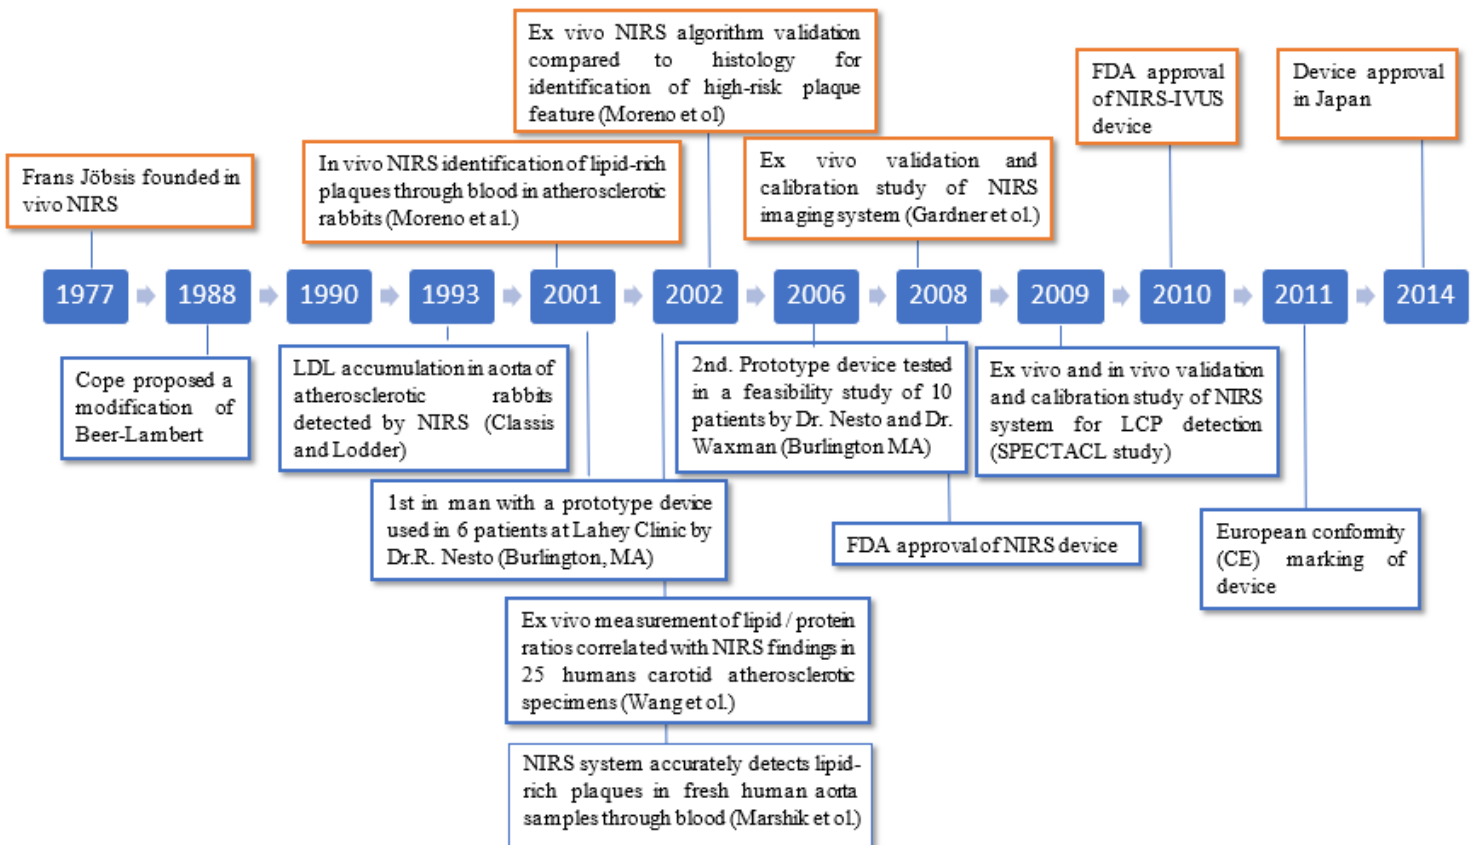 Ex vivo NIRS algorithm validation
compared to histology for
identification of high-risk plaque
feature (Moreno et ol)
FDA approval
of NIRS-IVUS
device
Device approval
in Japan
Frans Jöbsis founded in
vivo NIRS
In vivo NIRS identification of lipid-rich
plaques through blood in atherosclerotic
rabbits (Moreno et al.)
Ex vivo validation and
calibration study of NIRS
imaging system (Gardner et ol.)
1977
1988
1990
1993
2001
2002
2006
2008
2009
2010
2011
2014
Cope proposed a
modification of
Beer-Lambert
LDL accumulation in aorta of
atherosclerotic rabbits
detected by NIRS (Classis
and Lodder)
2nd. Prototype device tested
in a feasibility study of 10
patients by Dr. Nesto and Dr.
Waxman (Burlington MA)
Ex vivo and in vivo validation
and calibration study of NIRS
system for LCP detection
(SPECTACL study)
1st in man with a prototype device
used in 6 patients at Lahey Clinic by
Dr.R. Nesto (Burlington, MA)
FDA approval of NIRS device
European conformity
(CE) marking of
device
Ex vivo measurement of lipid / protein
ratios correlated with NIRS findings in
25 humans carotid atherosclerotic
specimens (Wang et ol.)
NIRS system accurately detects lipid-
rich plaques in fresh human aorta
samples through blood (Marshik et ol.)